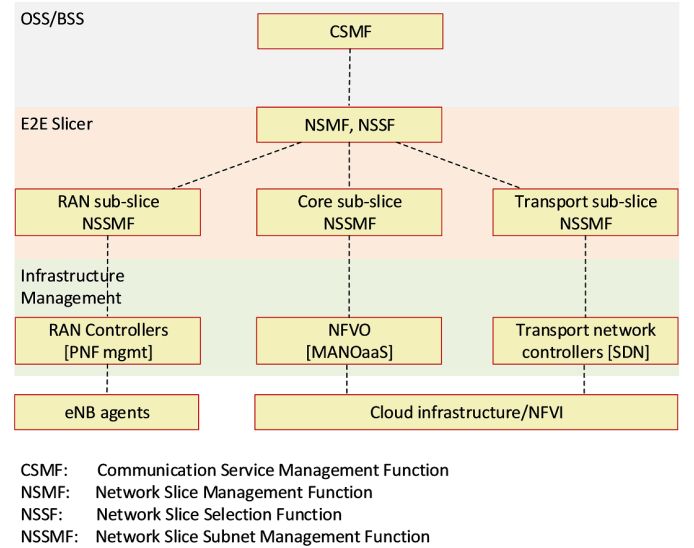 OSS/BSS
CSMF
E2E Slicer
NSMF, NSSF
RAN sub-slice
NSSMF
Core sub-slice
NSSMF
Transport sub-slice
NSSMF
Infrastructure
Management
RAN Controllers
[PNF mgmt]
NFVO
[MANOaaS]
Transport network
controllers [SDN]
eNB agents
Cloud infrastructure/NFVI
CSMF: Communication Service Management Function
NSMF: Network Slice Management Function
NSSF: Network Slice Selection Function
NSSMF: Network Slice Subnet Management Function